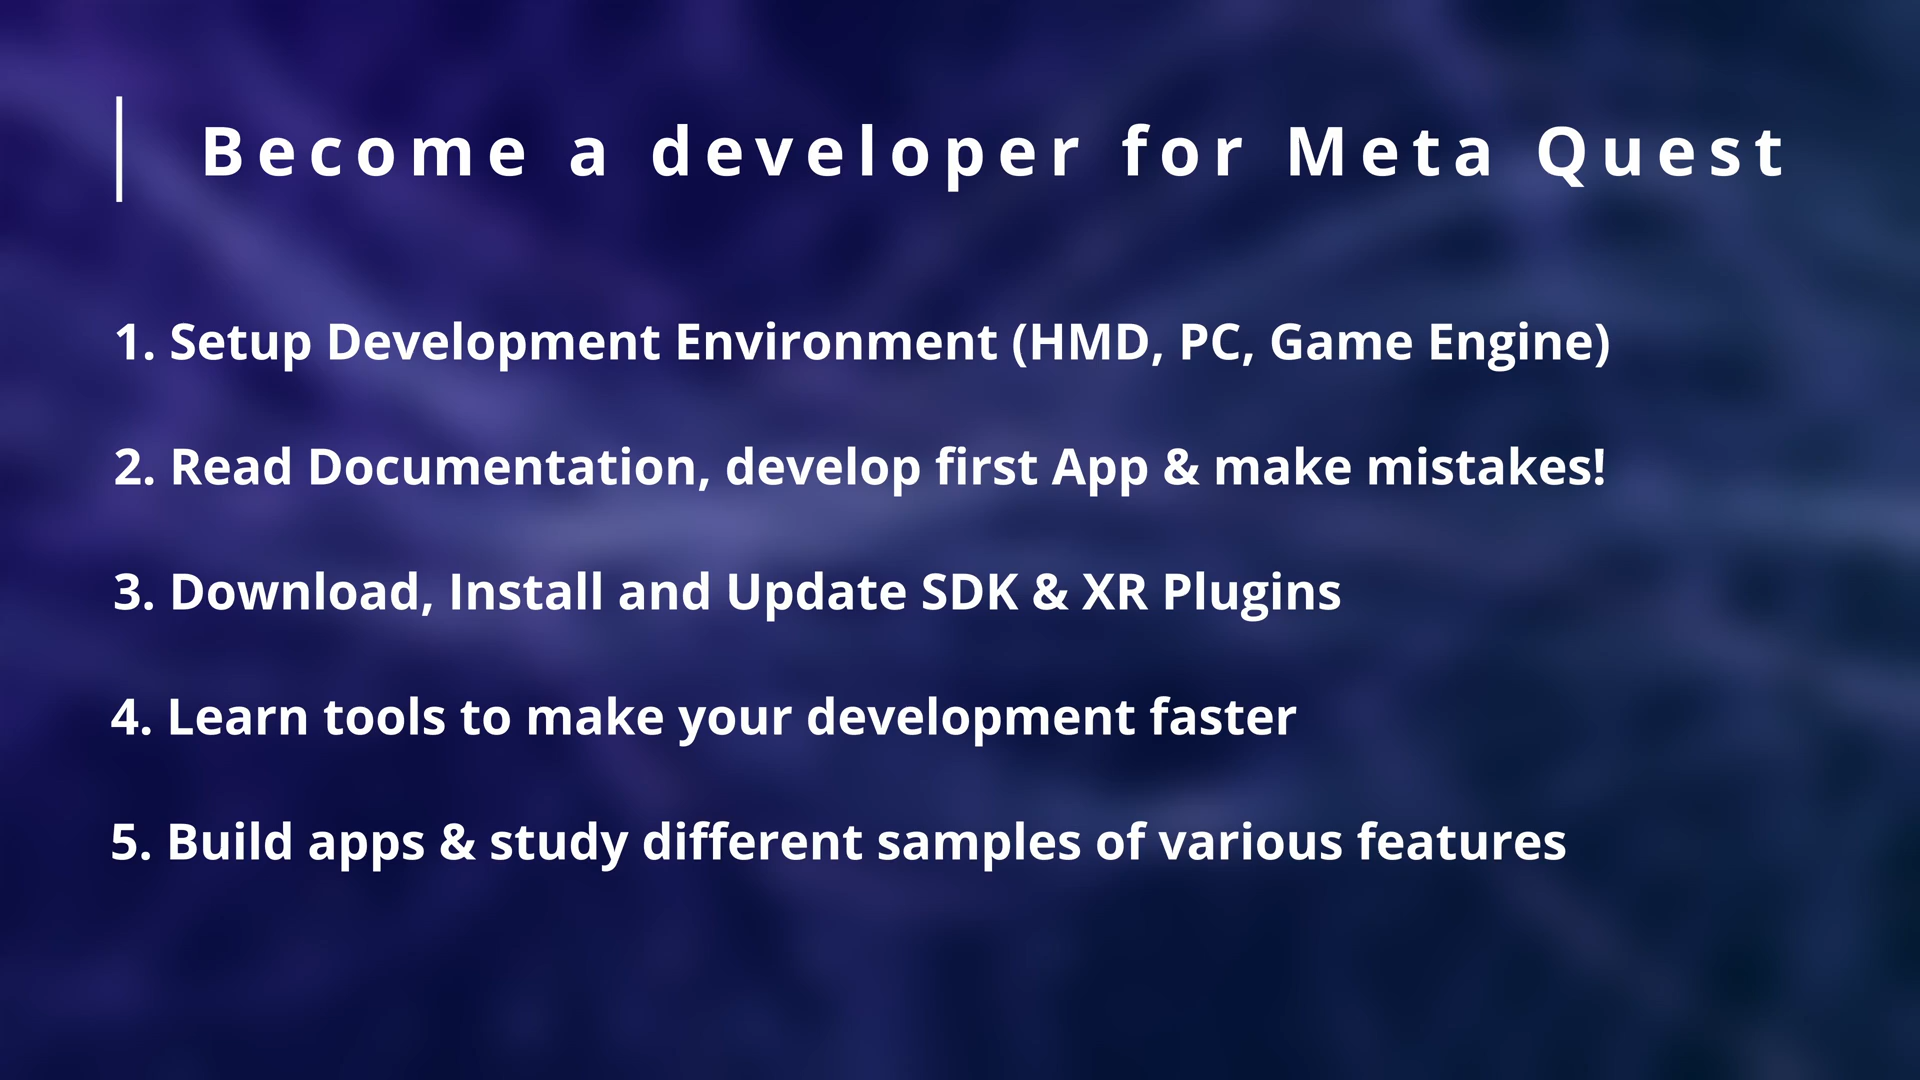 Become a developer for Meta Quest
1. Setup Development Environment (HMD, PC, Game Engine)
2. Read Documentation, develop first App & make mistakes!
3. Download, Install and Update SDK & XR Plugins
4. Learn tools to make your development faster
5. Build apps & study different samples of various features